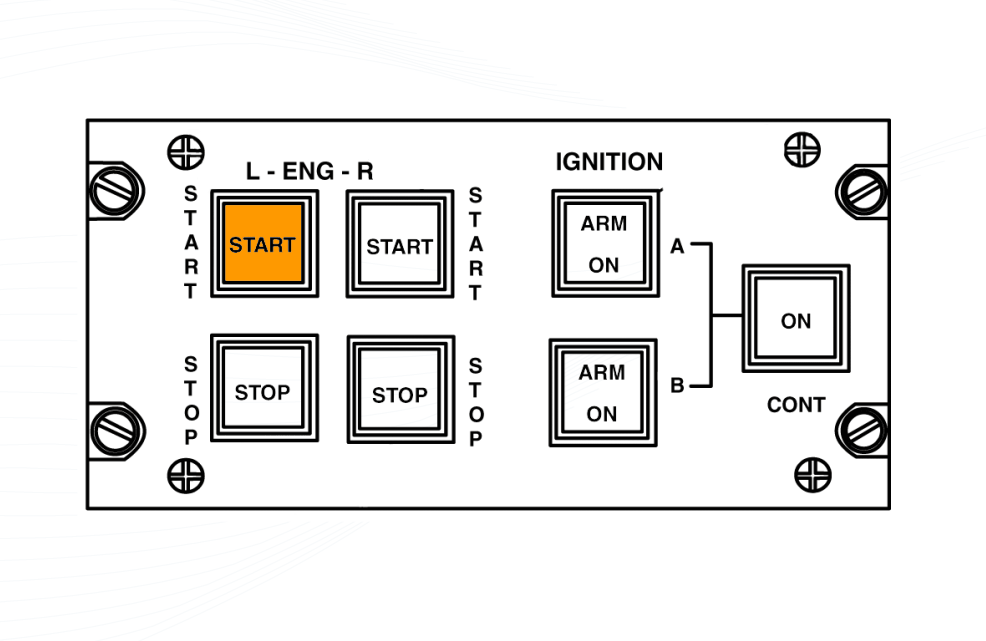 L - ENG - R
START
START
START
START
STOP
STOP
STOP
STOP
IGNITION
ARM
ON
A
ARM
ON
B
ON
CONT